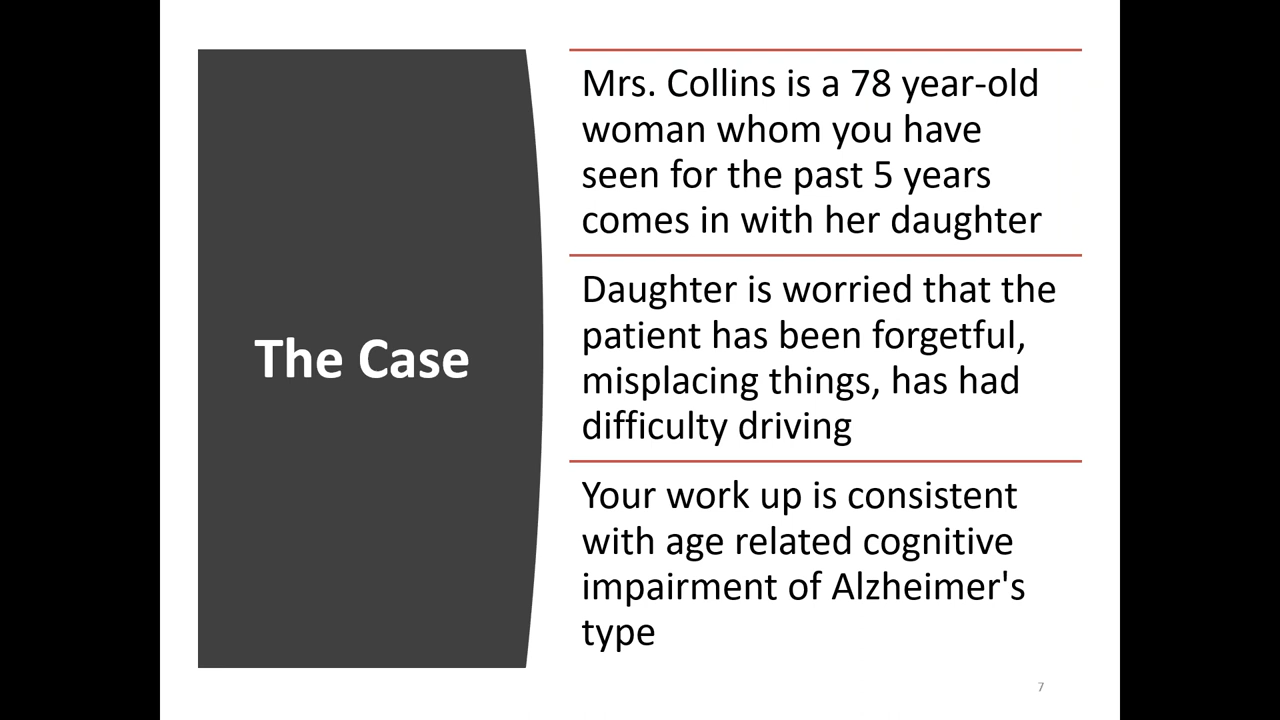 The Case
Mrs. Collins is a 78 year-old
woman whom you have
seen for the past 5 years
comes in with her daughter
Daughter is worried that the
patient has been forgetful,
misplacing things, has had
difficulty driving
Your work up is consistent
with age related cognitive
impairment of Alzheimer's
type
7